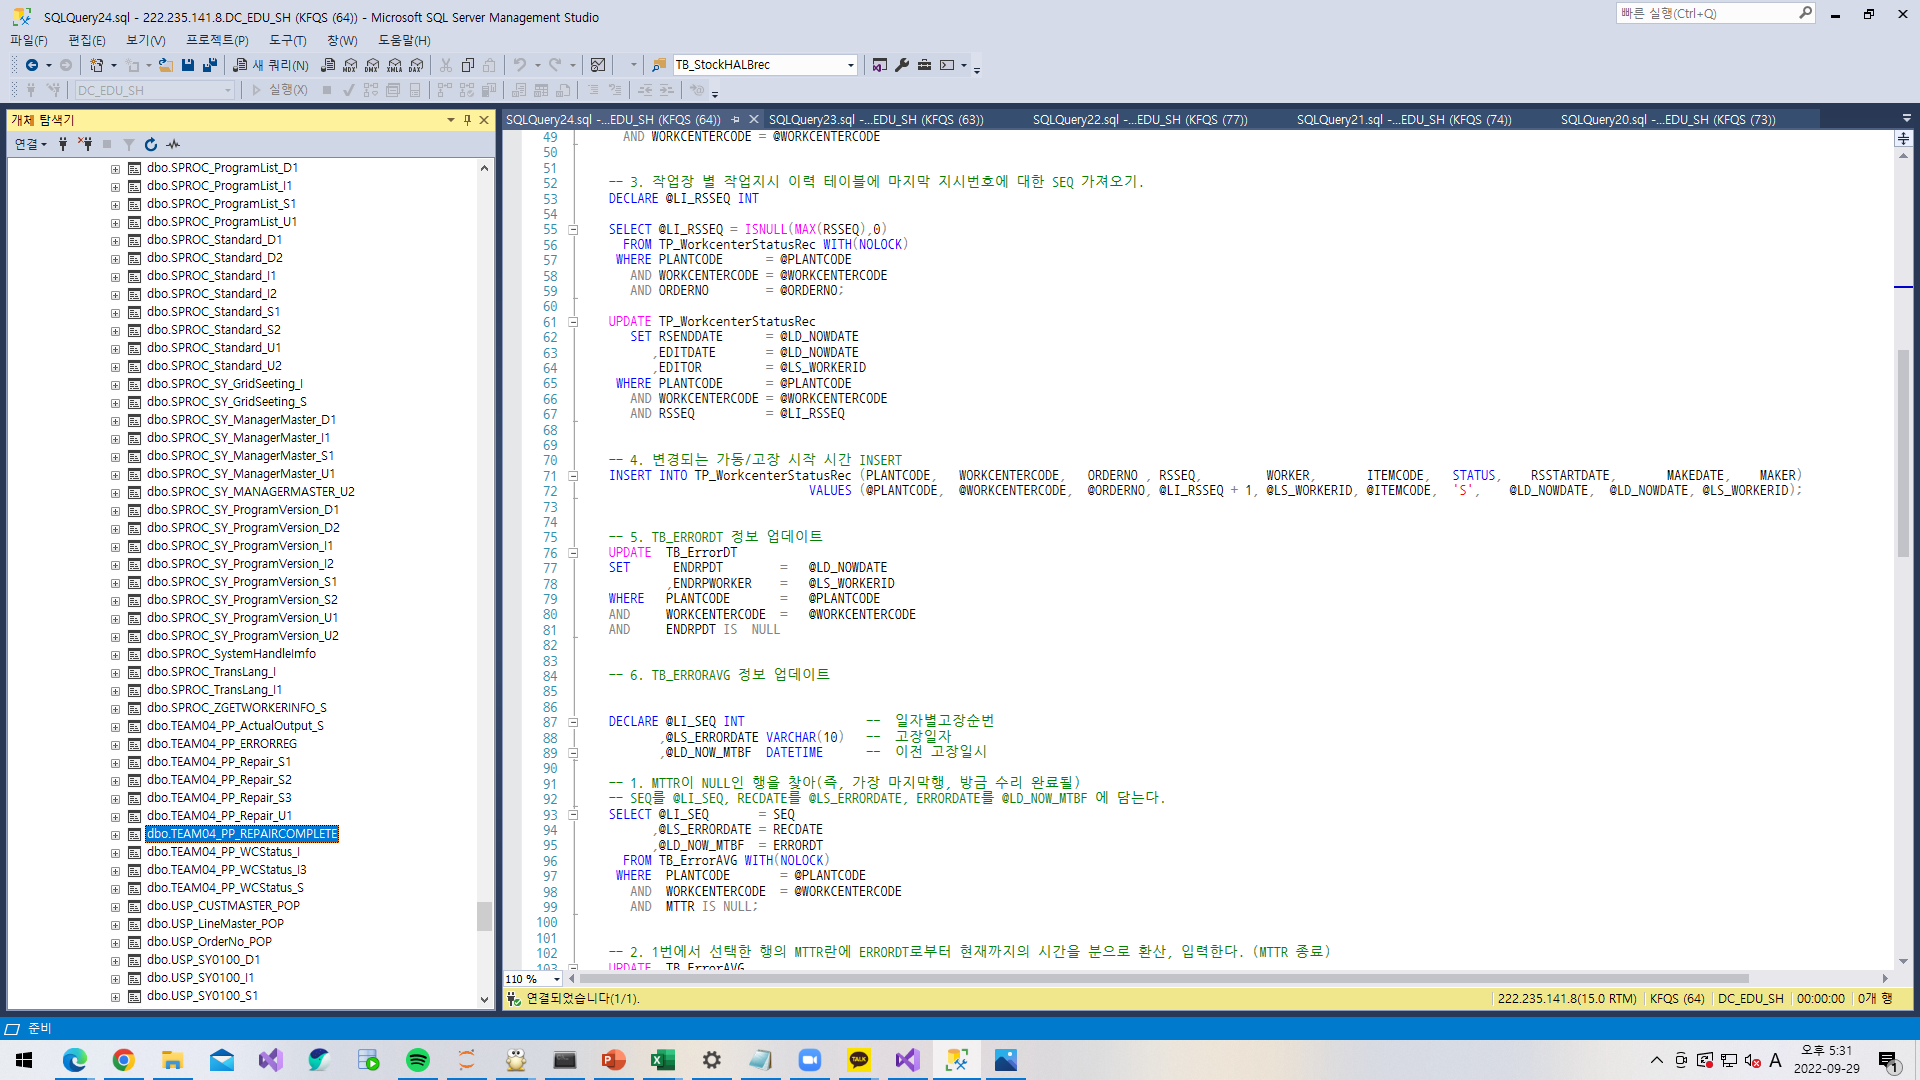 SQLQuery24.sql - 222.235.141.8.DC_EDU_SH (KFQS (64)) - Microsoft SQL Server Management Studio
빠른 실행(Ctrl+Q)
파일(F) 편집(E) 보기(V) 프로젝트(P) 도구(T) 창(W) 도움말(H)
새 쿼리(N) MDX DMX XMLA DAX TB_StockHALBrec
DC_EDU_SH 실행(X)
개체 탐색기
연결
dbo.SPROC_ProgramList_D1
dbo.SPROC_ProgramList_I1
dbo.SPROC_ProgramList_S1
dbo.SPROC_ProgramList_U1
dbo.SPROC_Standard_D1
dbo.SPROC_Standard_D2
dbo.SPROC_Standard_I1
dbo.SPROC_Standard_I2
dbo.SPROC_Standard_S1
dbo.SPROC_Standard_S2
dbo.SPROC_Standard_U1
dbo.SPROC_Standard_U2
dbo.SPROC_SY_GridSeeting_I
dbo.SPROC_SY_GridSeeting_S
dbo.SPROC_SY_ManagerMaster_D1
dbo.SPROC_SY_ManagerMaster_I1
dbo.SPROC_SY_ManagerMaster_S1
dbo.SPROC_SY_ManagerMaster_U1
dbo.SPROC_SY_MANAGERMASTER_U2
dbo.SPROC_SY_ProgramVersion_D1
dbo.SPROC_SY_ProgramVersion_D2
dbo.SPROC_SY_ProgramVersion_I1
dbo.SPROC_SY_ProgramVersion_I2
dbo.SPROC_SY_ProgramVersion_S1
dbo.SPROC_SY_ProgramVersion_S2
dbo.SPROC_SY_ProgramVersion_U1
dbo.SPROC_SY_ProgramVersion_U2
dbo.SPROC_SystemHandleImfo
dbo.SPROC_TransLang_I
dbo.SPROC_TransLang_I1
dbo.SPROC_ZGETWORKERINFO_S
dbo.TEAM04_PP_ActualOutput_S
dbo.TEAM04_PP_ERRORREG
dbo.TEAM04_PP_Repair_S1
dbo.TEAM04_PP_Repair_S2
dbo.TEAM04_PP_Repair_S3
dbo.TEAM04_PP_Repair_U1
dbo.TEAM04_PP_REPAIRCOMPLETE
dbo.TEAM04_PP_WCStatus_I
dbo.TEAM04_PP_WCStatus_I3
dbo.TEAM04_PP_WCStatus_S
dbo.USP_CUSTMASTER_POP
dbo.USP_LineMaster_POP
dbo.USP_OrderNo_POP
dbo.USP_SY0100_D1
dbo.USP_SY0100_I1
dbo.USP_SY0100_S1
SQLQuery24.sql -...EDU_SH (KFQS (64)) SQLQuery23.sql -...EDU_SH (KFQS (63)) SQLQuery22.sql -...EDU_SH (KFQS (77)) SQLQuery21.sql -...EDU_SH (KFQS (74)) SQLQuery20.sql -...EDU_SH (KFQS (73))
49 AND WORKCENTERCODE = @WORKCENTERCODE
50
51
52 -- 3. 작업장 별 작업지시 이력 테이블에 마지막 지시번호에 대한 SEQ 가져오기.
53 DECLARE @LI_RSSEQ INT
54
55 SELECT @LI_RSSEQ = ISNULL(MAX(RSSEQ),0)
56 FROM TP_WorkcenterStatusRec WITH(NOLOCK)
57 WHERE PLANTCODE = @PLANTCODE
58 AND WORKCENTERCODE = @WORKCENTERCODE
59 AND ORDERNO = @ORDERNO;
60
61 UPDATE TP_WorkcenterStatusRec
62 SET RSENDDATE = @LD_NOWDATE
63 ,EDITDATE = @LD_NOWDATE
64 ,EDITOR = @LS_WORKERID
65 WHERE PLANTCODE = @PLANTCODE
66 AND WORKCENTERCODE = @WORKCENTERCODE
67 AND RSSEQ = @LI_RSSEQ
68
69
70 -- 4. 변경되는 가동/고장 시작 시간 INSERT
71 INSERT INTO TP_WorkcenterStatusRec (PLANTCODE, WORKCENTERCODE, ORDERNO , RSSEQ, WORKER, ITEMCODE, STATUS, RSSTARTDATE, MAKEDATE, MAKER)
72 VALUES (@PLANTCODE, @WORKCENTERCODE, @ORDERNO, @LI_RSSEQ + 1, @LS_WORKERID, @ITEMCODE, 'S', @LD_NOWDATE, @LD_NOWDATE, @LS_WORKERID);
73
74
75 -- 5. TB_ERRORDT 정보 업데이트
76 UPDATE TB_ErrorDT
77 SET ENDRPDT = @LD_NOWDATE
78 ,ENDRPWORKER = @LS_WORKERID
79 WHERE PLANTCODE = @PLANTCODE
80 AND WORKCENTERCODE = @WORKCENTERCODE
81 AND ENDRPDT IS NULL
82
83
84 -- 6. TB_ERRORAVG 정보 업데이트
85
86
87 DECLARE @LI_SEQ INT -- 일자별고장순번
88 ,@LS_ERRORDATE VARCHAR(10) -- 고장일자
89 ,@LD_NOW_MTBF DATETIME -- 이전 고장일시
90
91 -- 1. MTTR이 NULL인 행을 찾아(즉, 가장 마지막행, 방금 수리 완료될)
92 -- SEQ를 @LI_SEQ, RECDATE를 @LS_ERRORDATE, ERRORDATE를 @LD_NOW_MTBF 에 담는다.
93 SELECT @LI_SEQ = SEQ
94 ,@LS_ERRORDATE = RECDATE
95 ,@LD_NOW_MTBF = ERRORDT
96 FROM TB_ErrorAVG WITH(NOLOCK)
97 WHERE PLANTCODE = @PLANTCODE
98 AND WORKCENTERCODE = @WORKCENTERCODE
99 AND MTTR IS NULL;
100
101
102 -- 2. 1번에서 선택한 행의 MTTR란에 ERRORDT로부터 현재까지의 시간을 분으로 환산, 입력한다. (MTTR 종료)
103 UPDATE TB_ErrorAVG
110 %
연결되었습니다(1/1). 222.235.141.8(15.0 RTM) KFQS (64) DC_EDU_SH 00:00:00 0개 행
준비
TALK
A 오후 5:31
2022-09-29
1